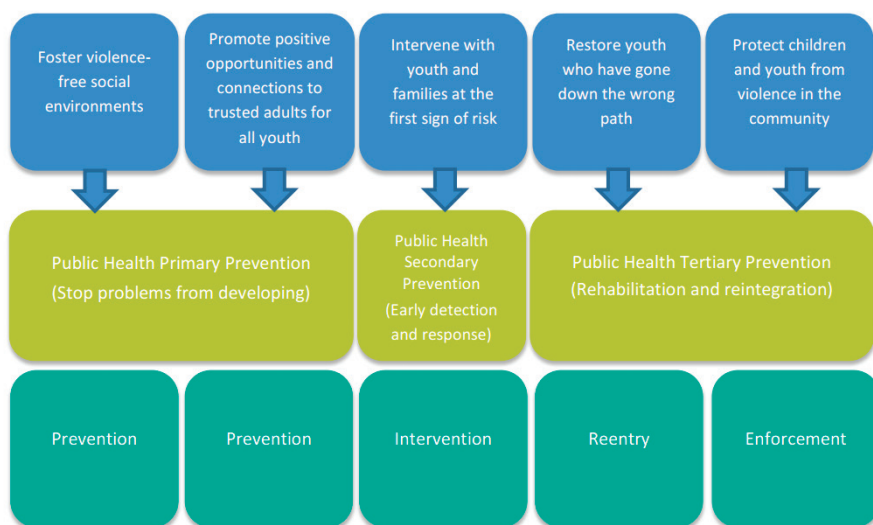 Foster violence-
free social
environments
Promote positive
opportunities and
connections to
trusted adults for
all youth
Intervene with
youth and
families at the
first sign of risk
Restore youth
who have gone
down the wrong
path
Protect children
and youth from
violence in the
community
Public Health Primary Prevention
(Stop problems from developing)
Public Health
Secondary
Prevention
(Early detection
and response)
Public Health Tertiary Prevention
(Rehabilitation and reintegration)
Prevention
Prevention
Intervention
Reentry
Enforcement